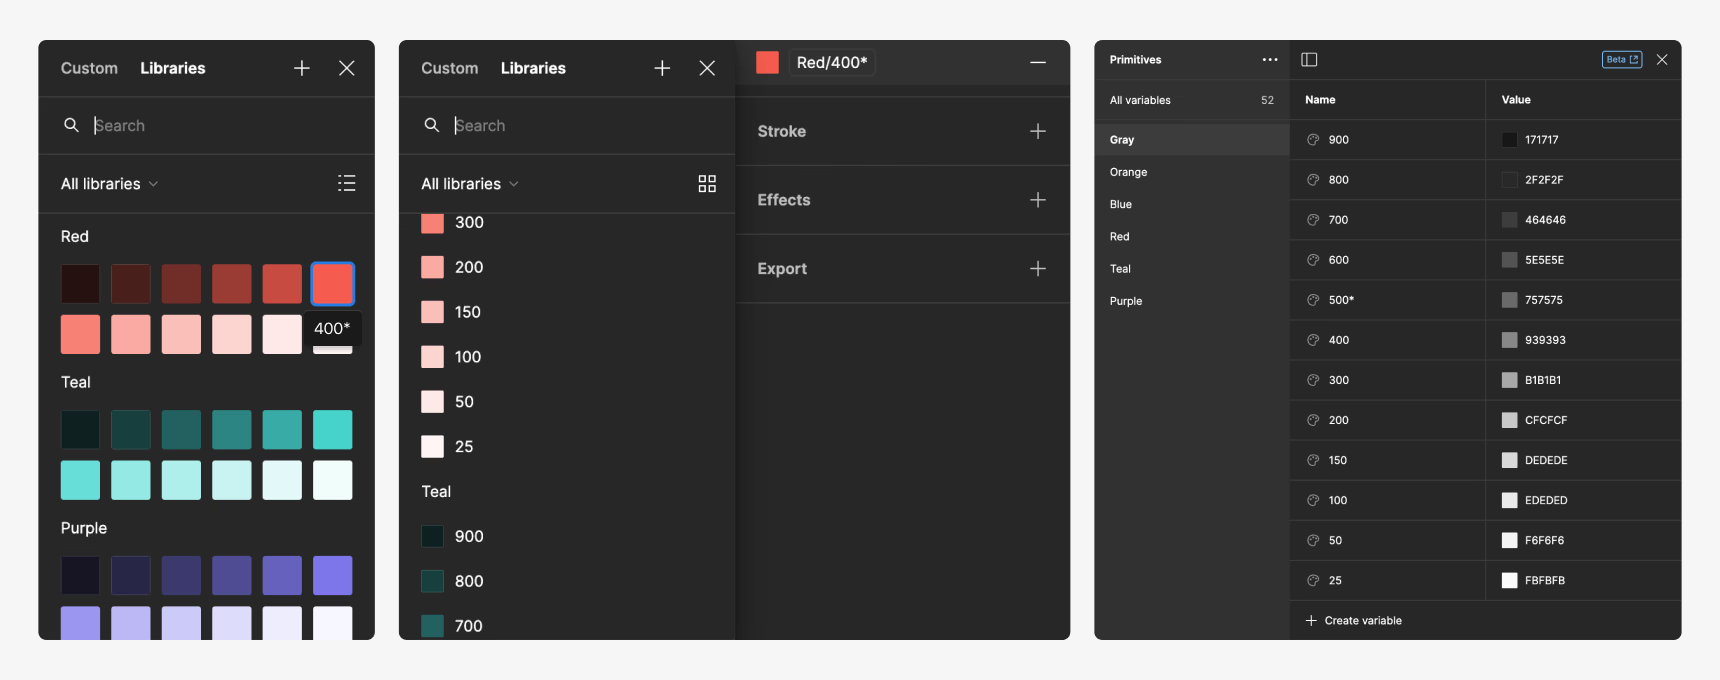 Custom Libraries
Search
All libraries
Red
400*
Teal
Purple
Custom Libraries
Search
All libraries
300
200
150
100
50
25
Teal
900
800
700
Red/400*
Stroke
Effects
Export
Primitives
All variables 52
Gray
Orange
Blue
Red
Teal
Purple
Beta
Name Value
900 171717
800 2F2F2F
700 464646
600 5E5E5E
500* 757575
400 939393
300 B1B1B1
200 CFCFCF
150 DEDEDE
100 EDEDED
50 F6F6F6
25 FBFBFB
Create variable